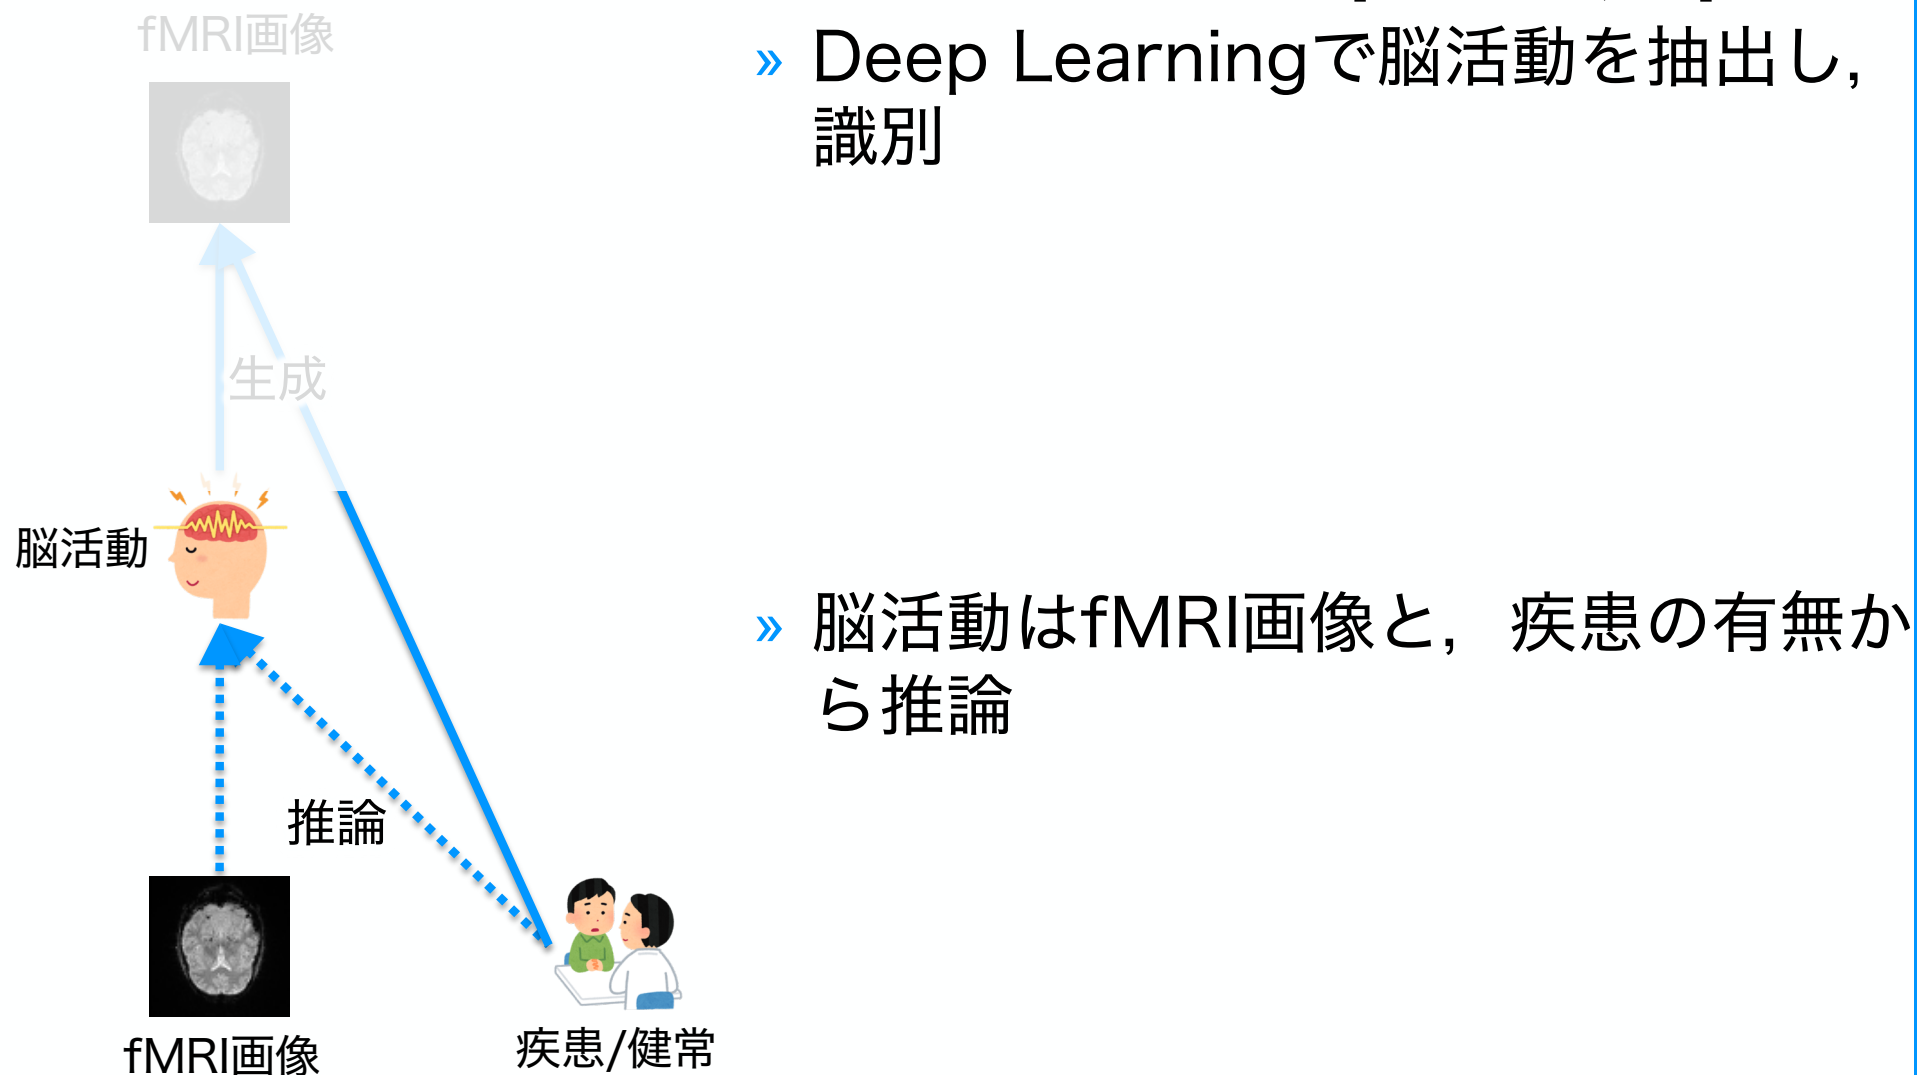 fMRI画像
生成
脳活動
推論
fMRI画像
疾患/健常
» Deep Learningで脳活動を抽出し,
識別
» 脳活動はfMRI画像と, 疾患の有無か
ら推論